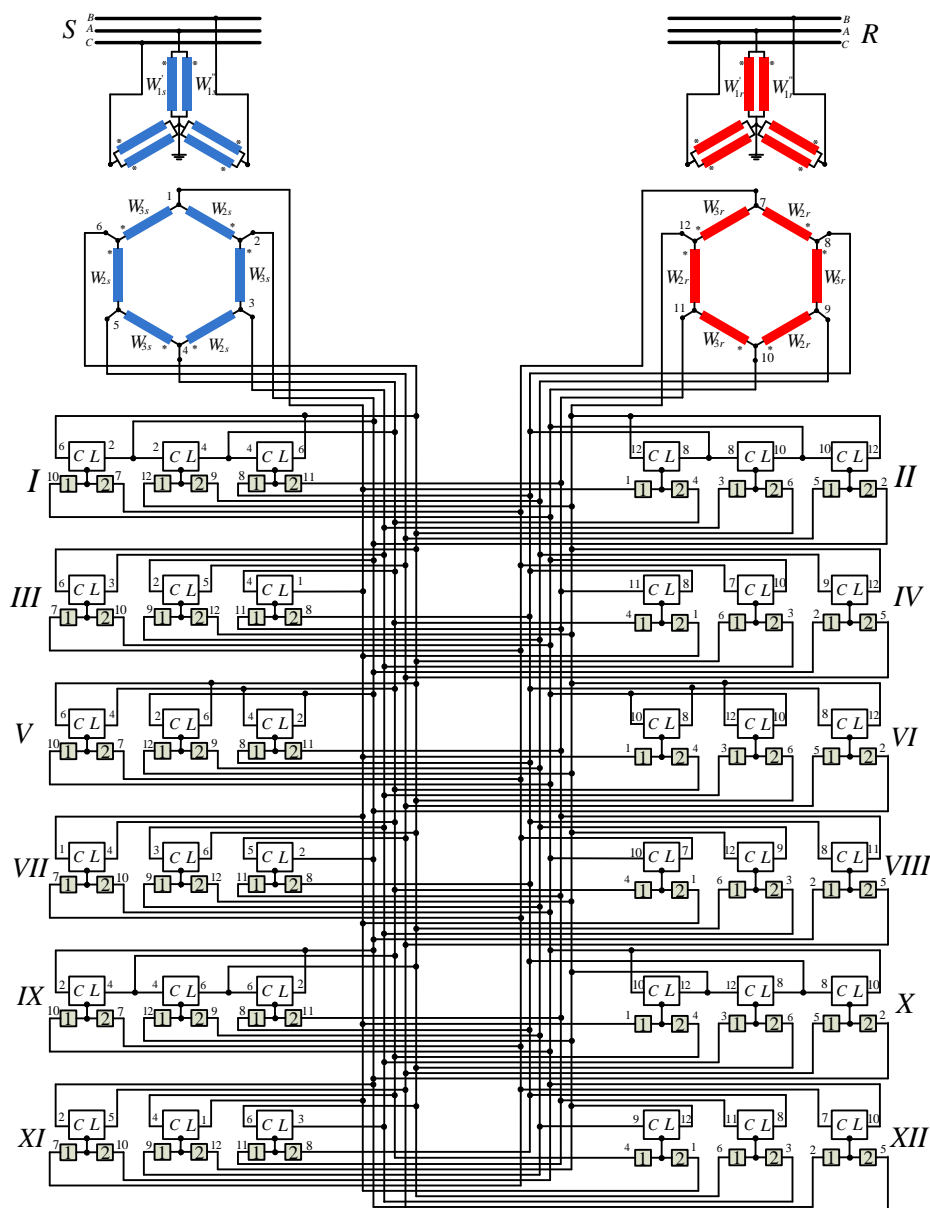 S B A C
B A C R
W'1s W''1s
W'1r W''1r
1
7
6 W3s W2s 2
12 W3r W2r 8
W2s W3s
W2r W3r
5 3
11 9
W3s 4 W2s
W3r 10 W2r
I 6 C L 2 2 C L 4 4 C L 6
10 1 2 7 12 1 2 9 8 1 2 11
12 C L 8 8 C L 10 10 C L 12 II
1 1 2 4 3 1 2 6 5 1 2 2
III 6 C L 3 2 C L 5 4 C L 1
7 1 2 10 9 1 2 12 11 1 2 8
11 C L 8 7 C L 10 9 C L 12 IV
4 1 2 1 6 1 2 3 2 1 2 5
V 6 C L 4 2 C L 6 4 C L 2
10 1 2 7 12 1 2 9 8 1 2 11
10 C L 8 12 C L 10 8 C L 12 VI
1 1 2 4 3 1 2 6 5 1 2 2
VII 1 C L 4 3 C L 6 5 C L 2
7 1 2 10 9 1 2 12 11 1 2 8
10 C L 7 12 C L 9 8 C L 11 VIII
4 1 2 1 6 1 2 3 2 1 2 5
IX 2 C L 4 4 C L 6 6 C L 2
10 1 2 7 12 1 2 9 8 1 2 11
10 C L 12 12 C L 8 8 C L 10 X
1 1 2 4 3 1 2 6 5 1 2 2
XI 2 C L 5 4 C L 1 6 C L 3
7 1 2 10 9 1 2 12 11 1 2 8
9 C L 12 11 C L 8 7 C L 10 XII
4 1 2 1 6 1 2 3 2 1 2 5